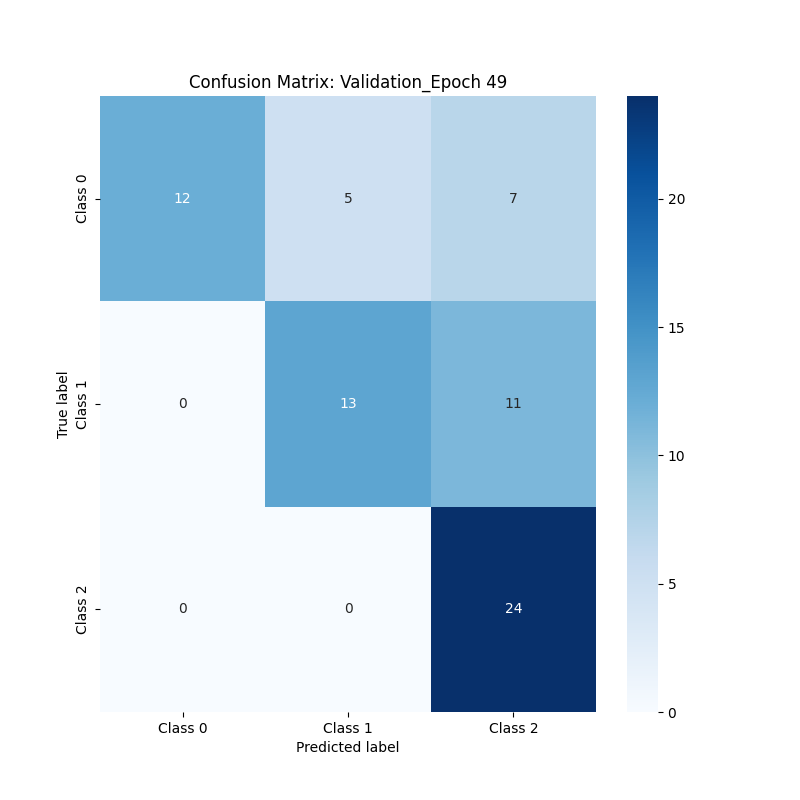 Confusion Matrix: Validation_Epoch 49
True label
Class 0
12 5 7
Class 1
0 13 11
Class 2
0 0 24
Class 0 Class 1 Class 2
Predicted label
20
15
10
5
0